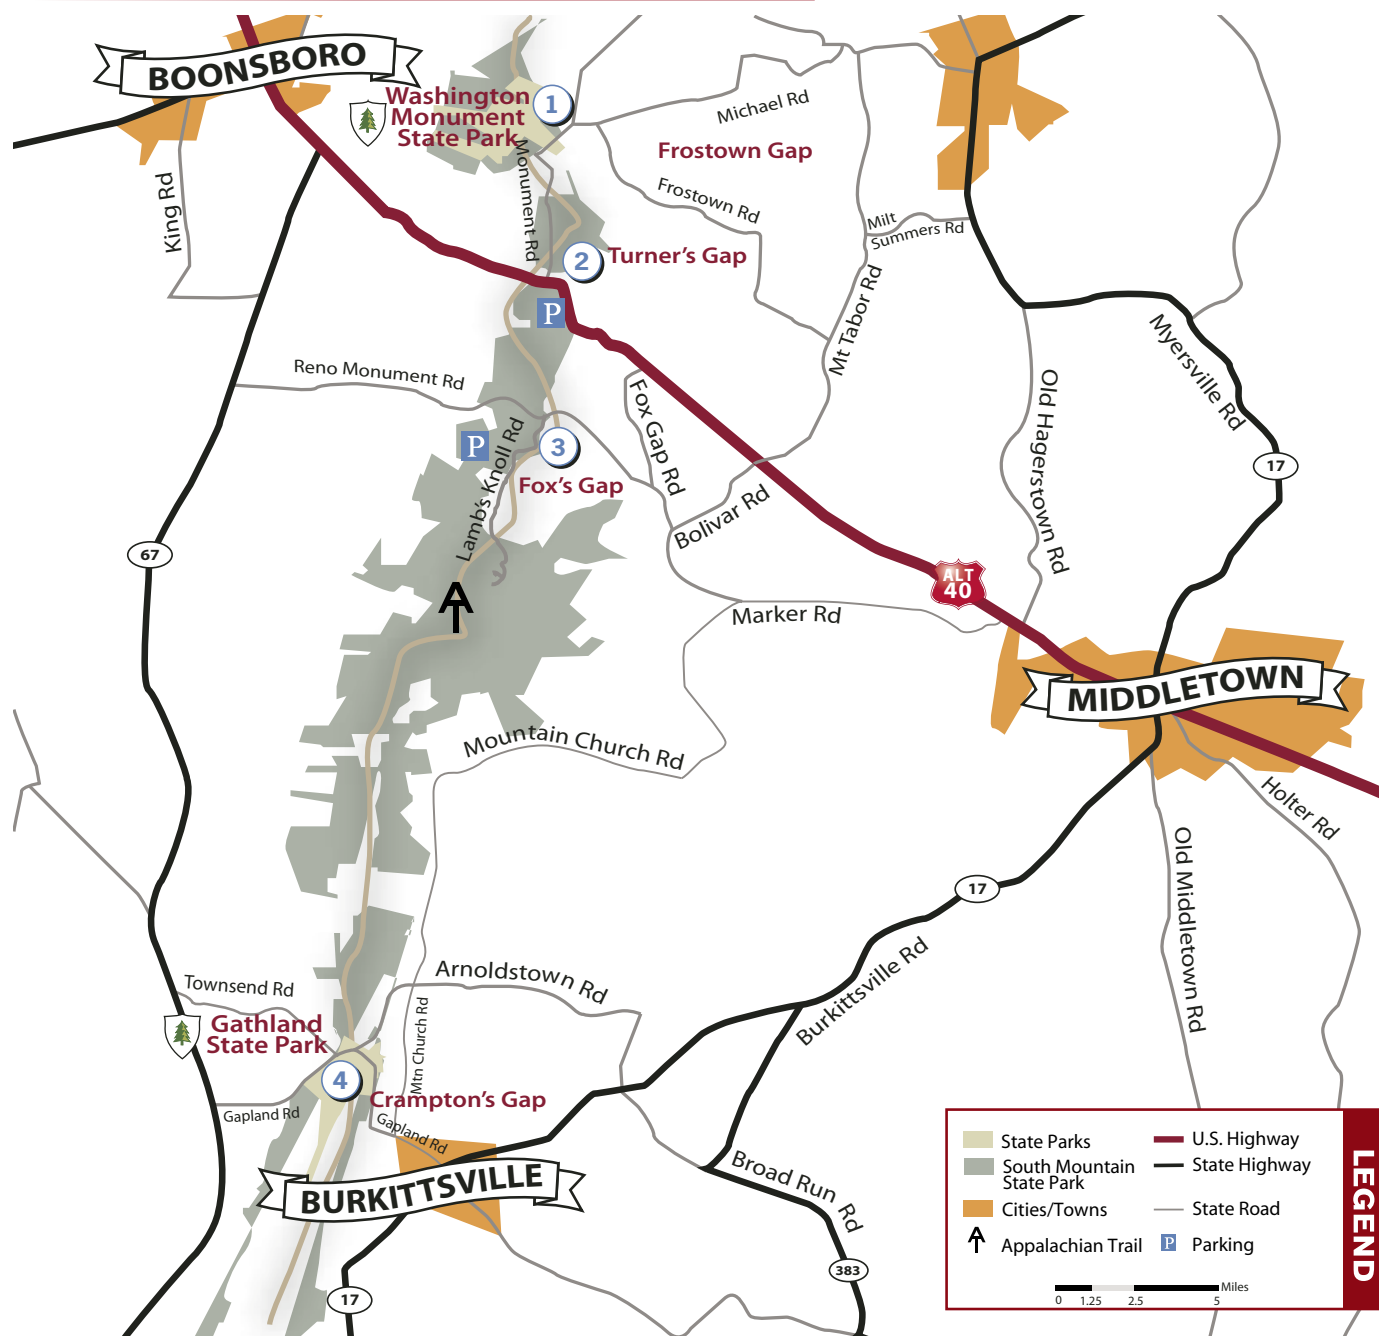 BOONSBORO
Washington
Monument
State Park
1
Michael Rd
Frostown Gap
Monument Rd
Frostown Rd
King Rd
Milt
Summers Rd
2
Turner's Gap
P
Mt Tabor Rd
Myersville Rd
Reno Monument Rd
Fox Gap Rd
Old Hagerstown Rd
P
Lamb's Knoll Rd
3
Fox's Gap
17
Bolivar Rd
67
ALT
40
Marker Rd
MIDDLETOWN
Mountain Church Rd
Holter Rd
Old Middletown Rd
17
Burkittsville Rd
Arnoldstown Rd
Townsend Rd
Mtn Church Rd
Gathland
State Park
4
Crampton's Gap
Gapland Rd
Gapland Rd
BURKITTSVILLE
Broad Run Rd
383
17
LEGEND
State Parks
South Mountain
State Park
Cities/Towns
Appalachian Trail
U.S. Highway
State Highway
State Road
P
Parking
Miles
0 1.25 2.5 5